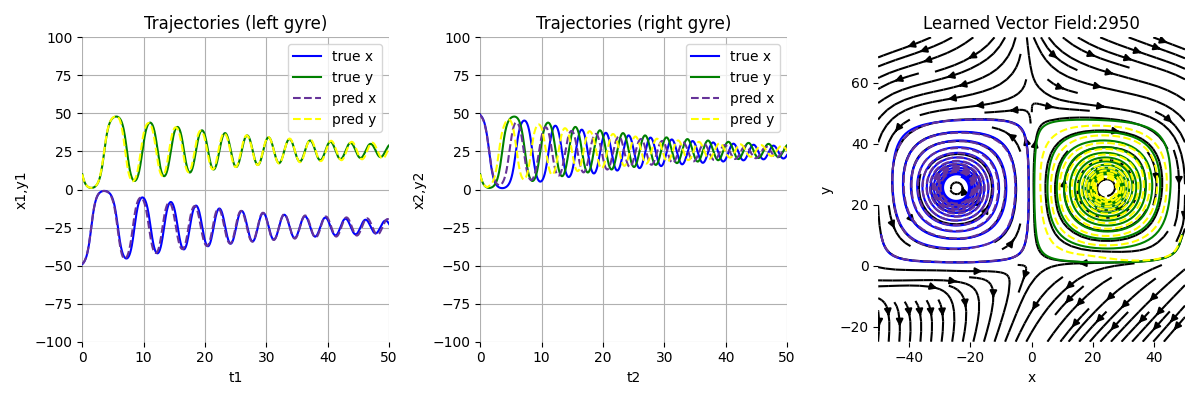 Trajectories (left gyre)
100
75
50
25
0
−25
−50
−75
−100
0 10 20 30 40 50
x1,y1
t1
true x
true y
pred x
pred y
Trajectories (right gyre)
100
75
50
25
0
−25
−50
−75
−100
0 10 20 30 40 50
x2,y2
t2
true x
true y
pred x
pred y
Learned Vector Field:2950
60
40
20
0
−20
−40 −20 0 20 40
y
x